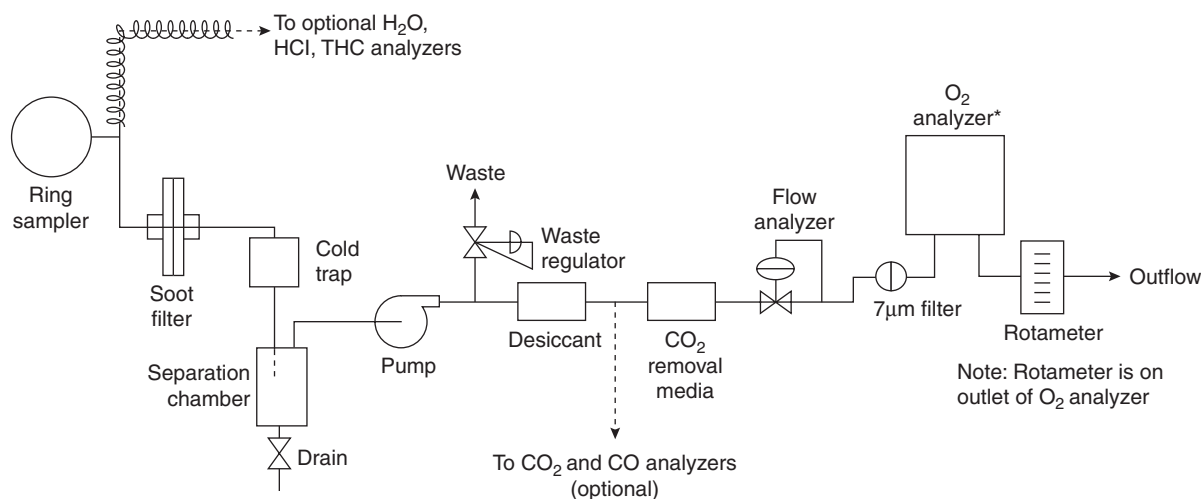 To optional H₂O,
HCI, THC analyzers
Ring
sampler
Soot
filter
Cold
trap
Separation
chamber
Drain
Pump
Waste
Waste
regulator
Desiccant
To CO₂ and CO analyzers
(optional)
CO₂
removal
media
Flow
analyzer
7μm filter
O₂
analyzer*
Rotameter
Outflow
Note: Rotameter is on
outlet of O₂ analyzer